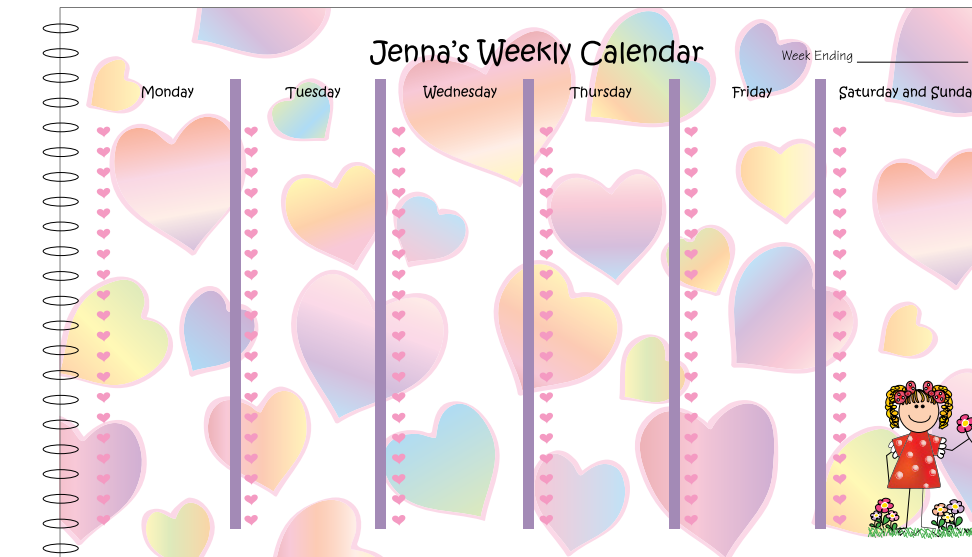 Jenna's Weekly Calendar
Week Ending
Monday Tuesday Wednesday Thursday Friday Saturday and Sunda